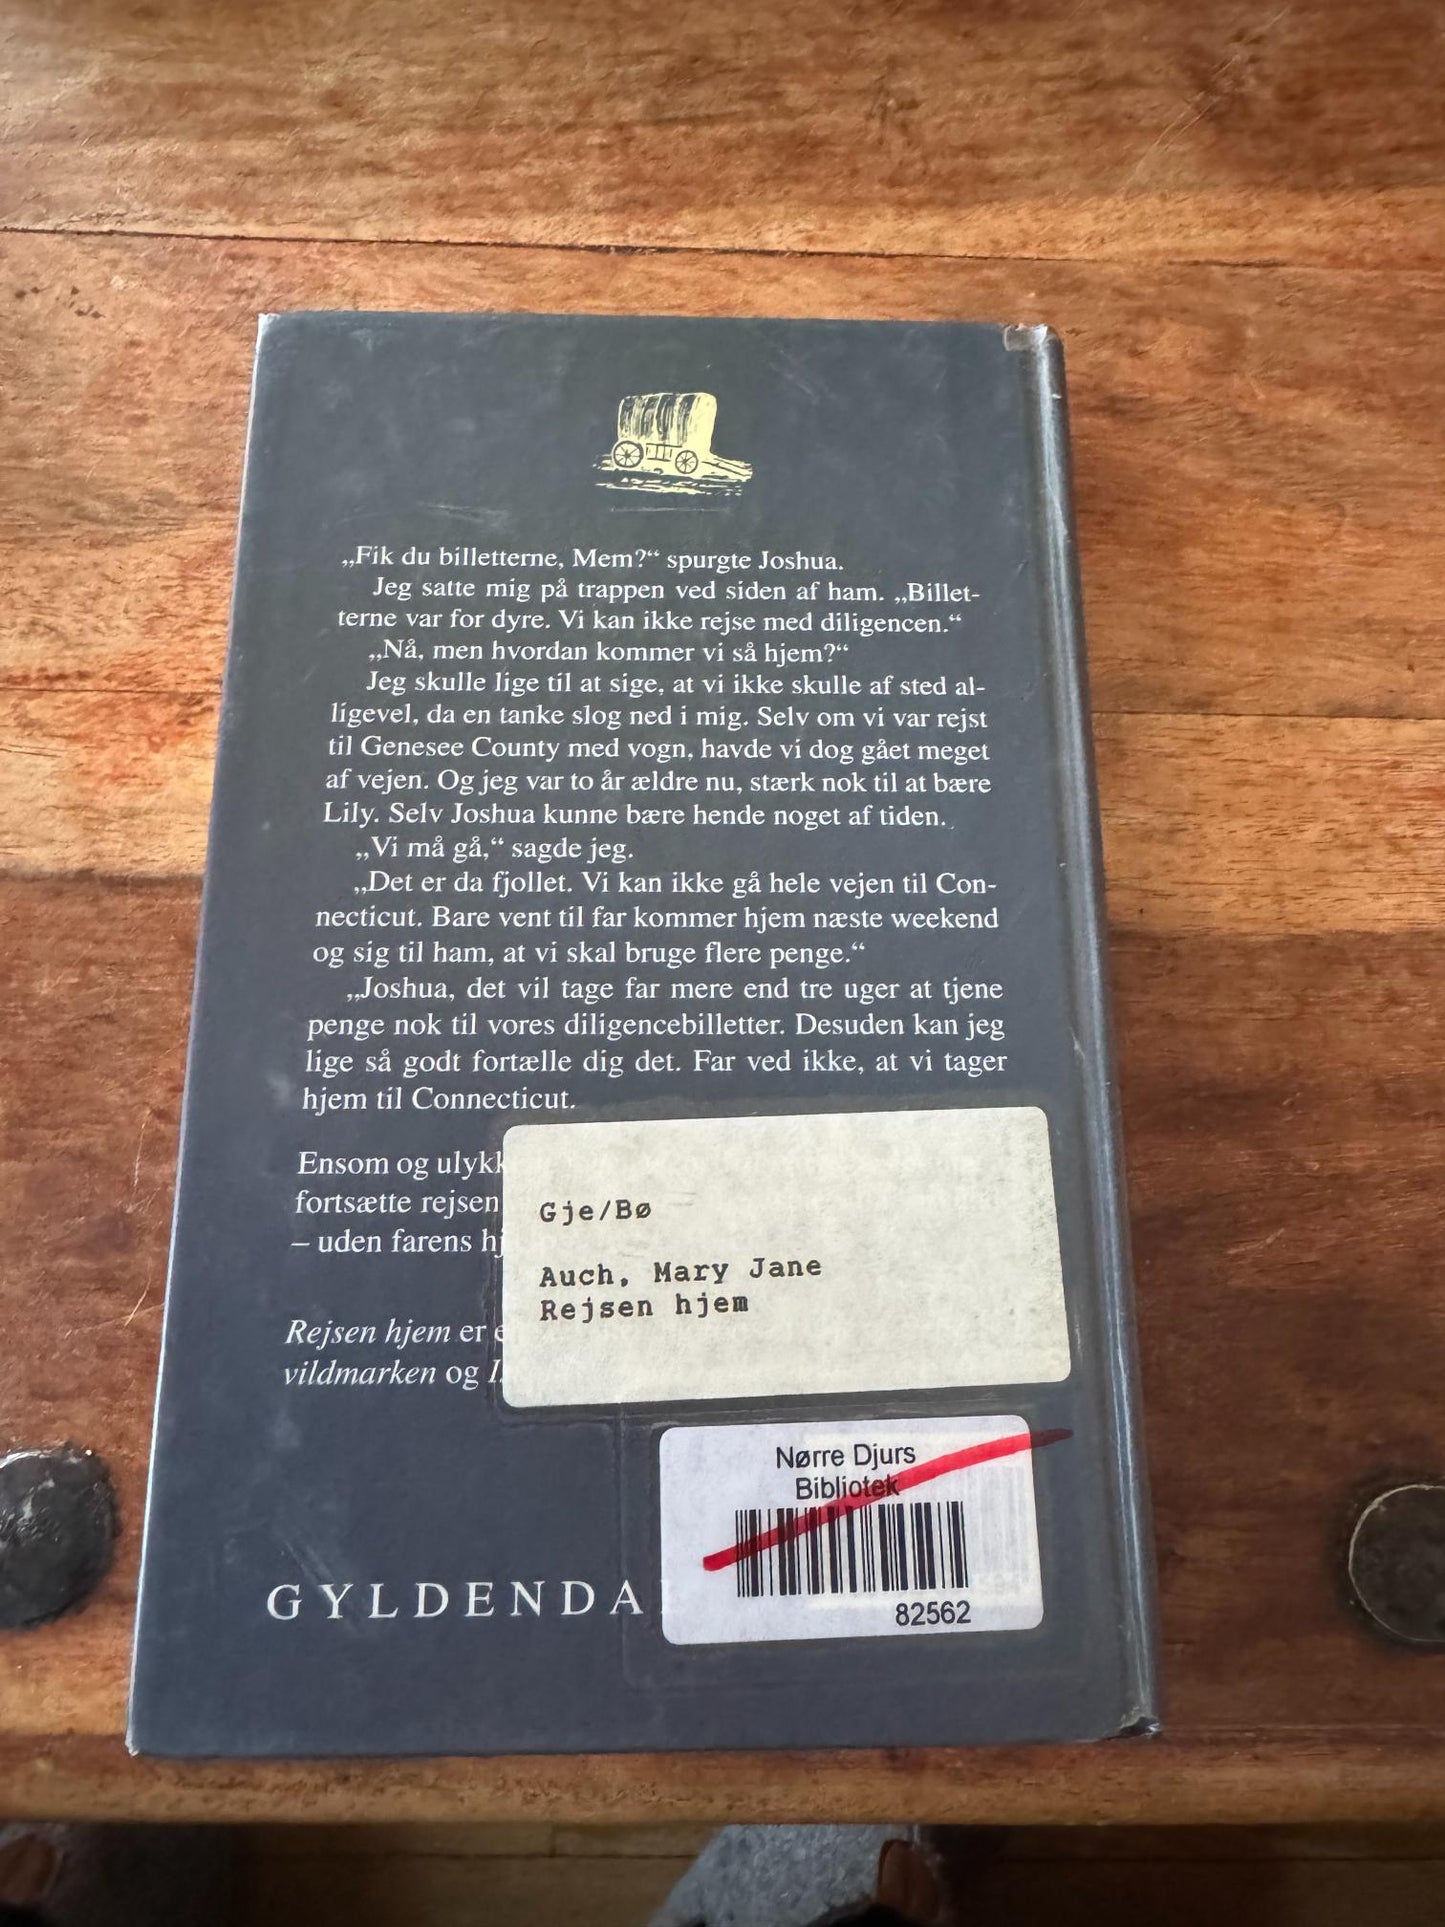 „Fik du billetterne, Mem?“ spurgte Joshua.
Jeg satte mig på trappen ved siden af ham. „Billet-
terne var for dyre. Vi kan ikke rejse med diligencen.“
„Nå, men hvordan kommer vi så hjem?“
Jeg skulle lige til at sige, at vi ikke skulle af sted al-
ligevel, da en tanke slog ned i mig. Selv om vi var rejst
til Genesee County med vogn, havde vi dog gået meget
af vejen. Og jeg var to år ældre nu, stærk nok til at bære
Lily. Selv Joshua kunne bære hende noget af tiden.
„Vi må gå,“ sagde jeg.
„Det er da fjollet. Vi kan ikke gå hele vejen til Con-
necticut. Bare vent til far kommer hjem næste weekend
og sig til ham, at vi skal bruge flere penge.“
„Joshua, det vil tage far mere end tre uger at tjene
penge nok til vores diligencebilletter. Desuden kan jeg
lige så godt fortælle dig det. Far ved ikke, at vi tager
hjem til Connecticut.
Ensom og ulykk
fortsætte rejsen
– uden farens hj
Rejsen hjem er e
vildmarken og I
Gje/Bø
Auch, Mary Jane
Rejsen hjem
Nørre Djurs
Bibliotek
82562
GYLDENDA